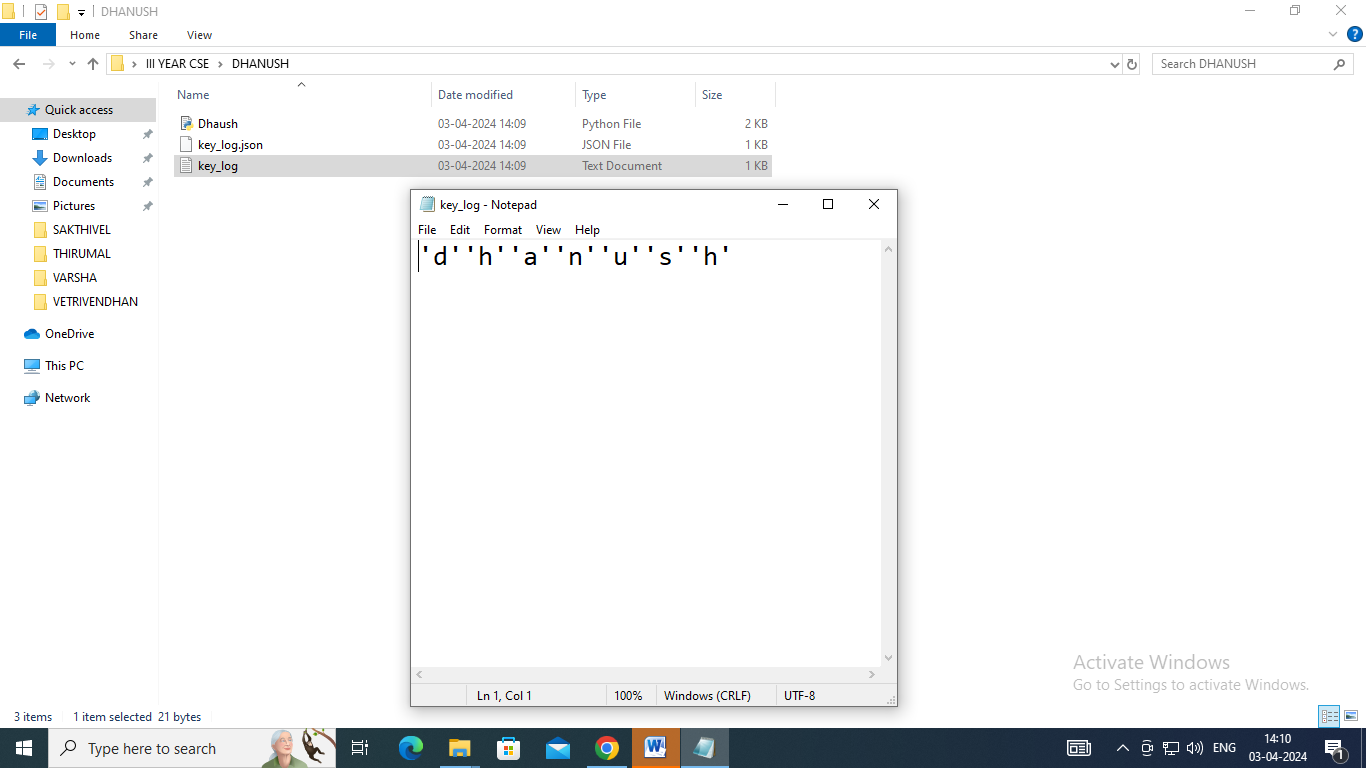 DHANUSH
File Home Share View
III YEAR CSE DHANUSH
Search DHANUSH
Name Date modified Type Size
Quick access
Desktop
Downloads
Documents
Pictures
SAKTHIVEL
THIRUMAL
VARSHA
VETRIVENDHAN
OneDrive
This PC
Network
Dhaush 03-04-2024 14:09 Python File 2 KB
key_log.json 03-04-2024 14:09 JSON File 1 KB
key_log 03-04-2024 14:09 Text Document 1 KB
key_log - Notepad
File Edit Format View Help
'd''h''a''n''u''s''h'
Ln 1, Col 1 100% Windows (CRLF) UTF-8
Activate Windows
Go to Settings to activate Windows.
3 items 1 item selected 21 bytes
Type here to search
ENG
14:10
03-04-2024
1